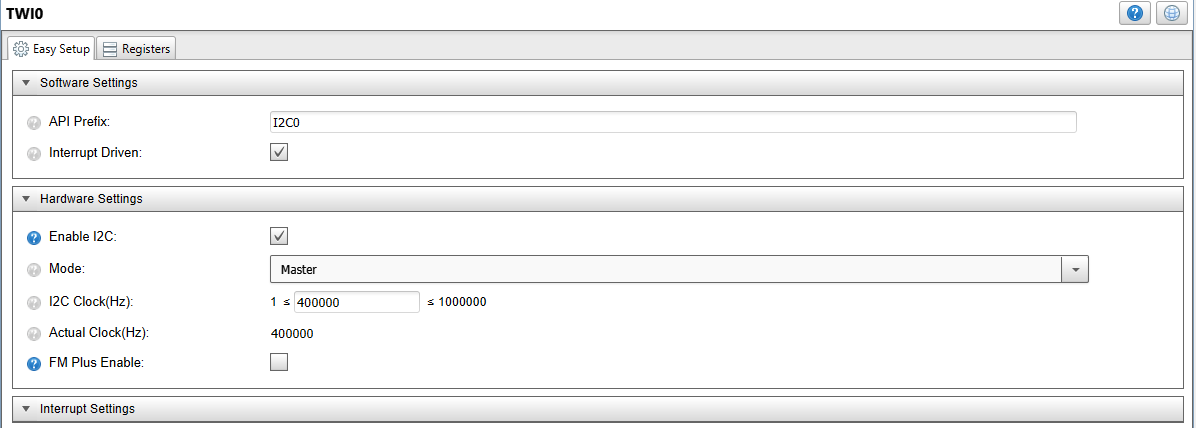 TWI0
Easy Setup Registers
Software Settings
API Prefix: I2C0
Interrupt Driven:
Hardware Settings
Enable I2C:
Mode: Master
I2C Clock(Hz): 1 ≤ 400000 ≤ 1000000
Actual Clock(Hz): 400000
FM Plus Enable:
Interrupt Settings